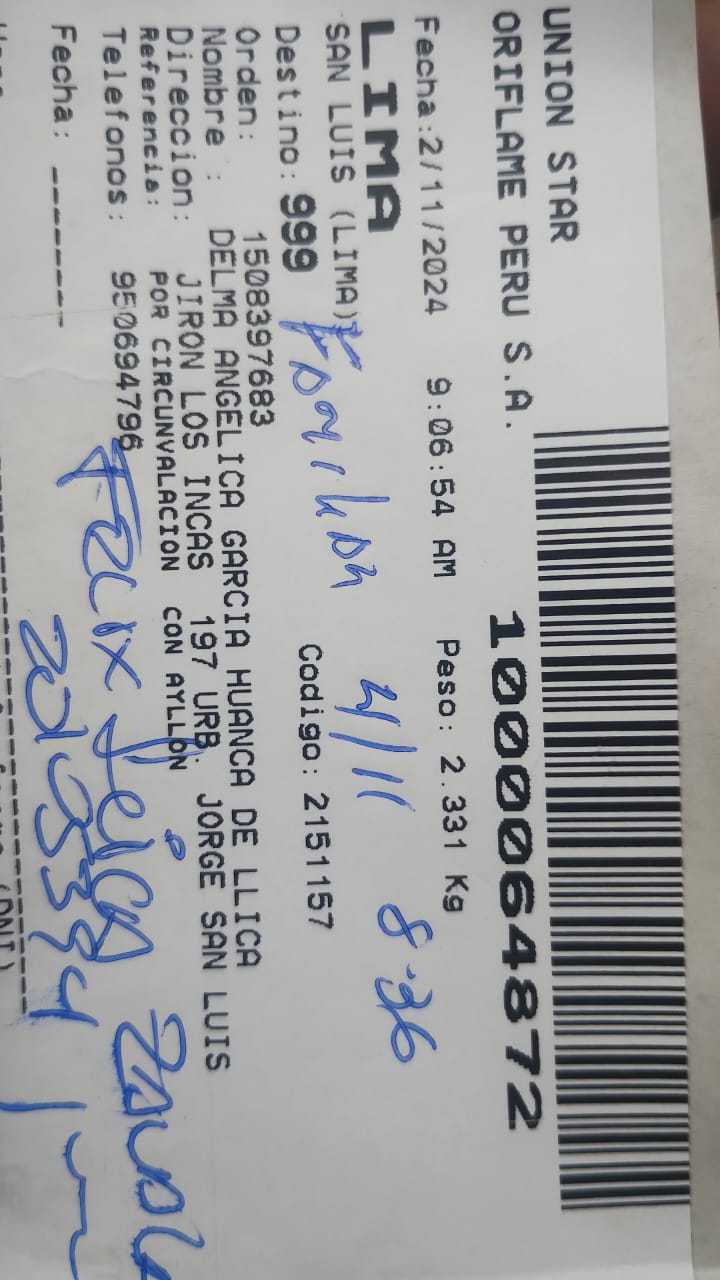 UNION STAR
ORIFLAME PERU S.A.
1000064872
Fecha:2/11/2024 9:06:54 AM Peso: 2.331 Kg
LIMA
SAN LUIS (LIMA)
4/11 8:36
Destino: 999 Codigo: 2151157
Orden: 1508397683
Nombre : DELMA ANGELICA GARCIA HUANCA DE LLICA
Direccion: JIRON LOS INCAS 197 URB. JORGE SAN LUIS
Referencia: POR CIRCUNVALACION CON AYLLON
Telefonos: 950694796
Fecha: --------